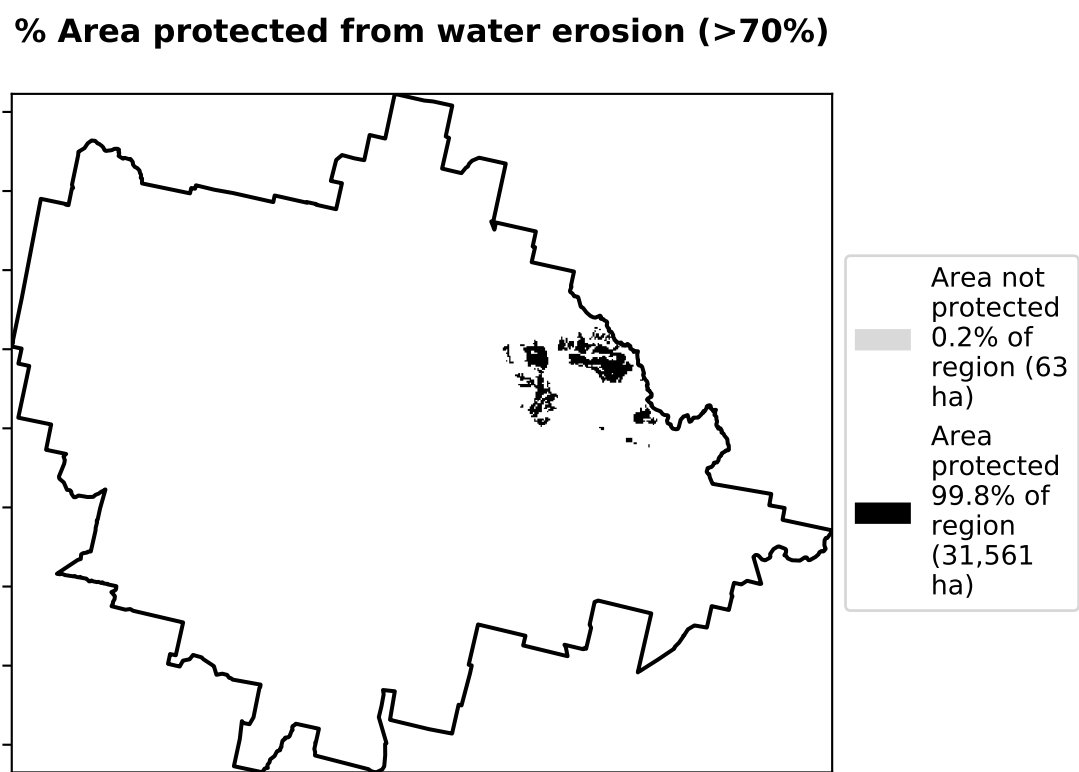 % Area protected from water erosion (>70%)
Area not
protected
0.2% of
region (63
ha)
Area
protected
99.8% of
region
(31,561
ha)